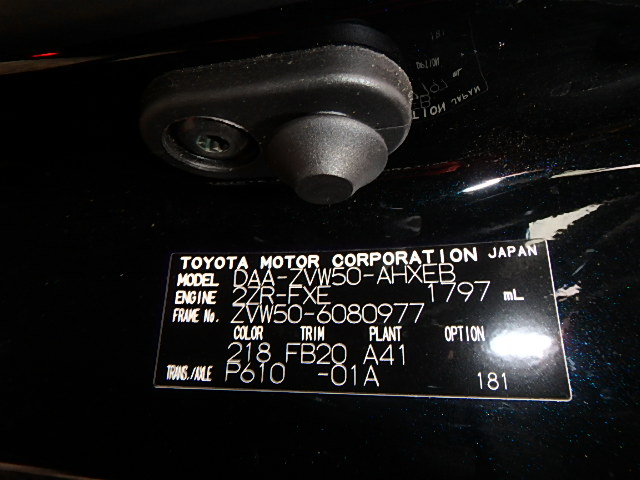 TOYOTA MOTOR CORPORATION JAPAN
MODEL DAA-ZVW50-AHXEB
ENGINE 2ZR-FXE 1797 mL
FRAME No. ZVW50-6080977
COLOR TRIM PLANT OPTION
218 FB20 A41
TRANS./AXLE P610 -01A 181